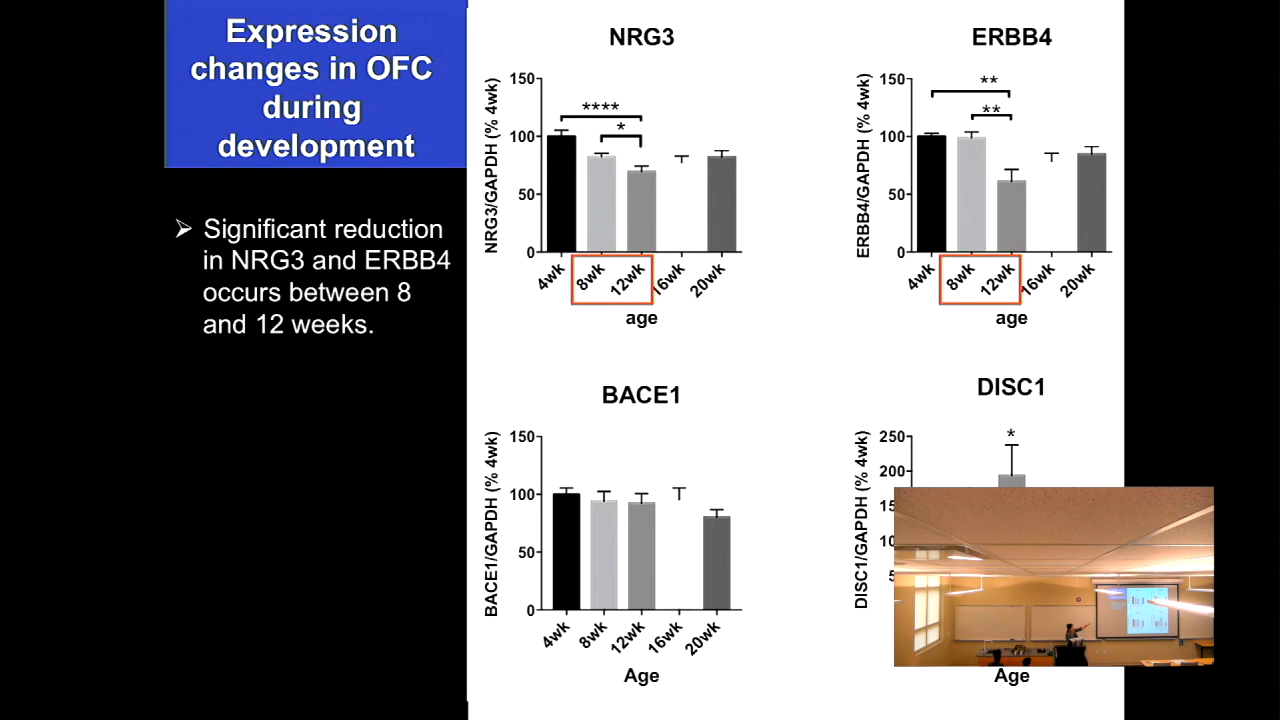 Expression
changes in OFC
during
development
➢ Significant reduction
in NRG3 and ERBB4
occurs between 8
and 12 weeks.
NRG3
NRG3/GAPDH (% 4wk)
150
100
50
0
****
*
4wk
8wk
12wk
16wk
20wk
age
ERBB4
ERBB4/GAPDH (% 4wk)
150
100
50
0
**
**
4wk
8wk
12wk
16wk
20wk
age
BACE1
BACE1/GAPDH (% 4wk)
150
100
50
0
4wk
8wk
12wk
16wk
20wk
Age
DISC1
DISC1/GAPDH (% 4wk)
250
200
*
Age